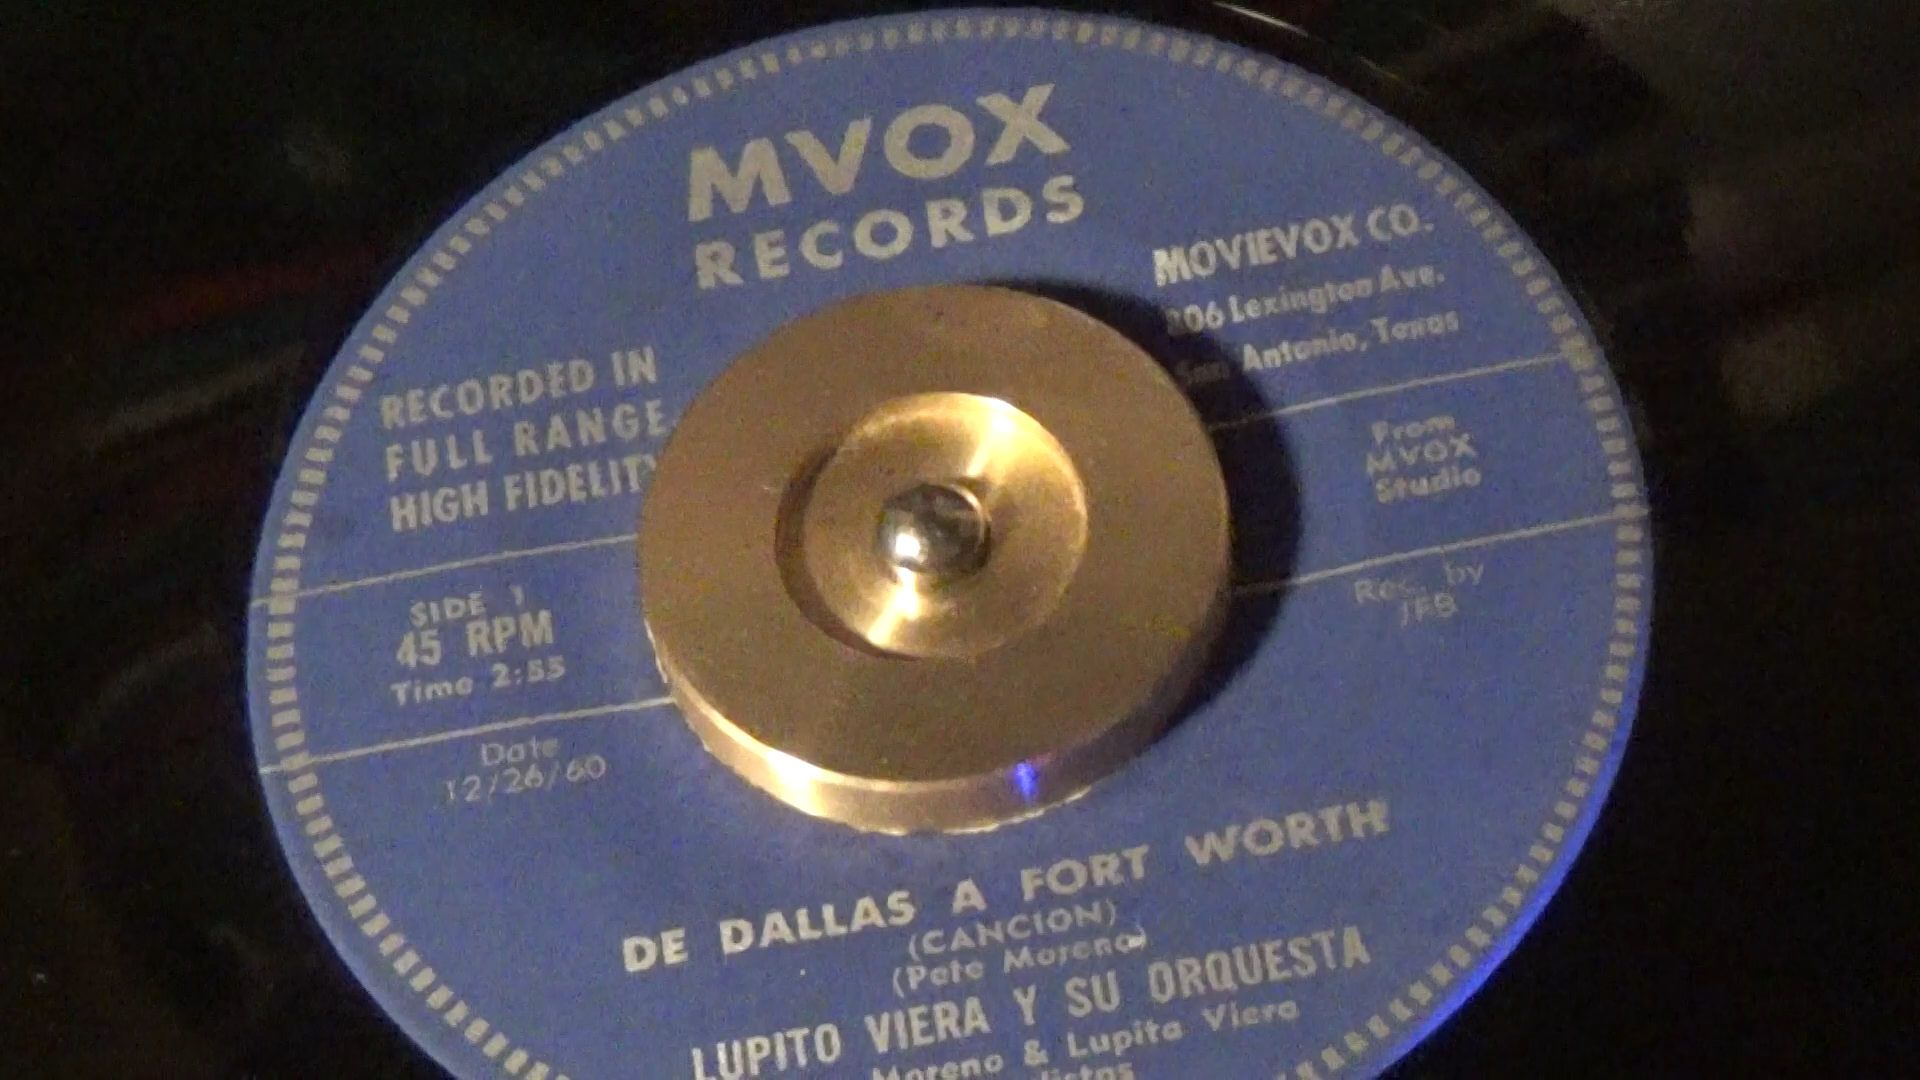 MVOX
RECORDS
MOVIEVOX CO.
306 Lexington Ave.
San Antonio, Texas
RECORDED IN
FULL RANGE
HIGH FIDELITY
From
MVOX
Studio
SIDE 1
45 RPM
Time 2:55
Rec. by
JFB
Date
12/26/60
DE DALLAS A FORT WORTH
(CANCION)
(Pete Moreno)
LUPITO VIERA Y SU ORQUESTA
Moreno & Lupita Viera